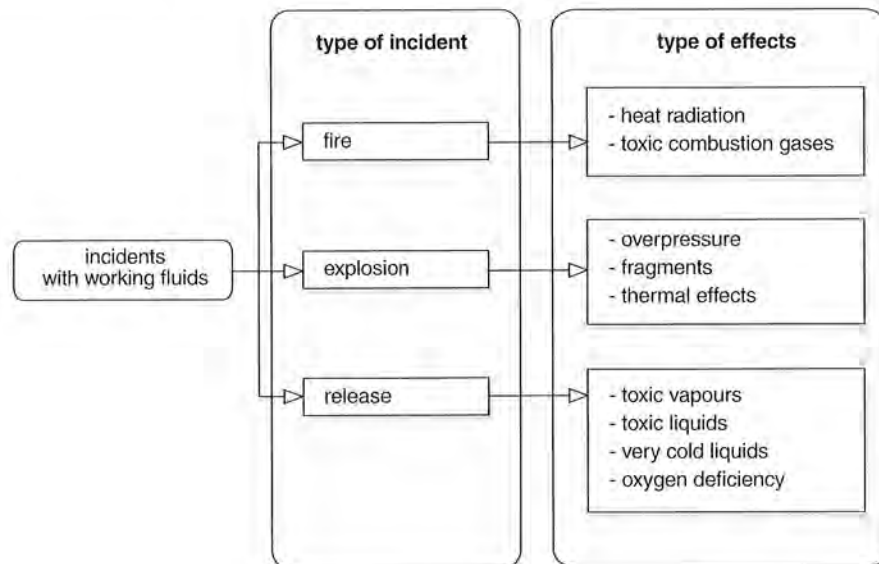 type of incident
type of effects
incidents
with working fluids
fire
- heat radiation
- toxic combustion gases
explosion
- overpressure
- fragments
- thermal effects
release
- toxic vapours
- toxic liquids
- very cold liquids
- oxygen deficiency